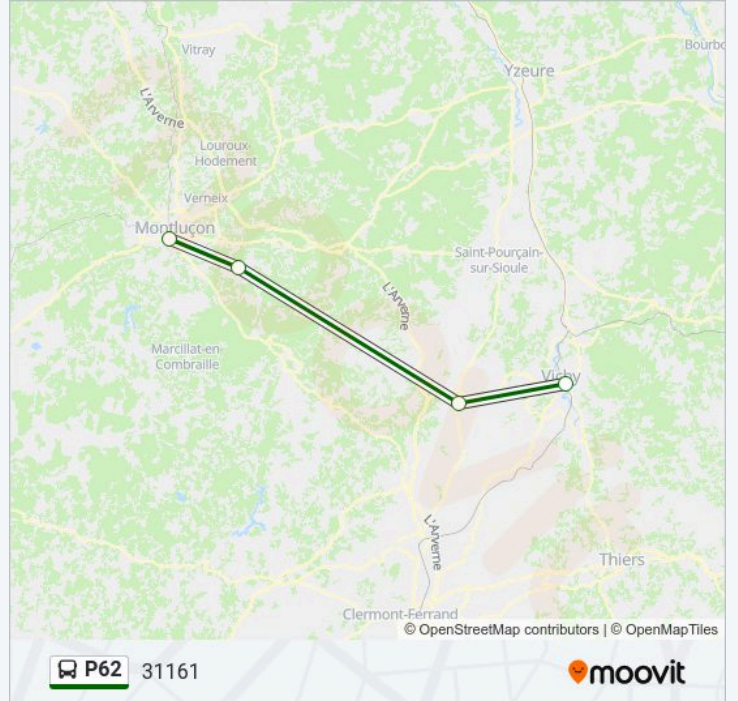 Vitray
Bourbo
Yzeure
L'Arverne
Louroux-
Hodement
Verneix
Montluçon
Saint-Pourçain-
sur-Sioule
L'Arverne
Marcillat-en-
Combraille
Vichy
L'Arverne
Thiers
Clermont-Ferrand
© OpenStreetMap contributors | © OpenMapTiles
P62 31161 moovit